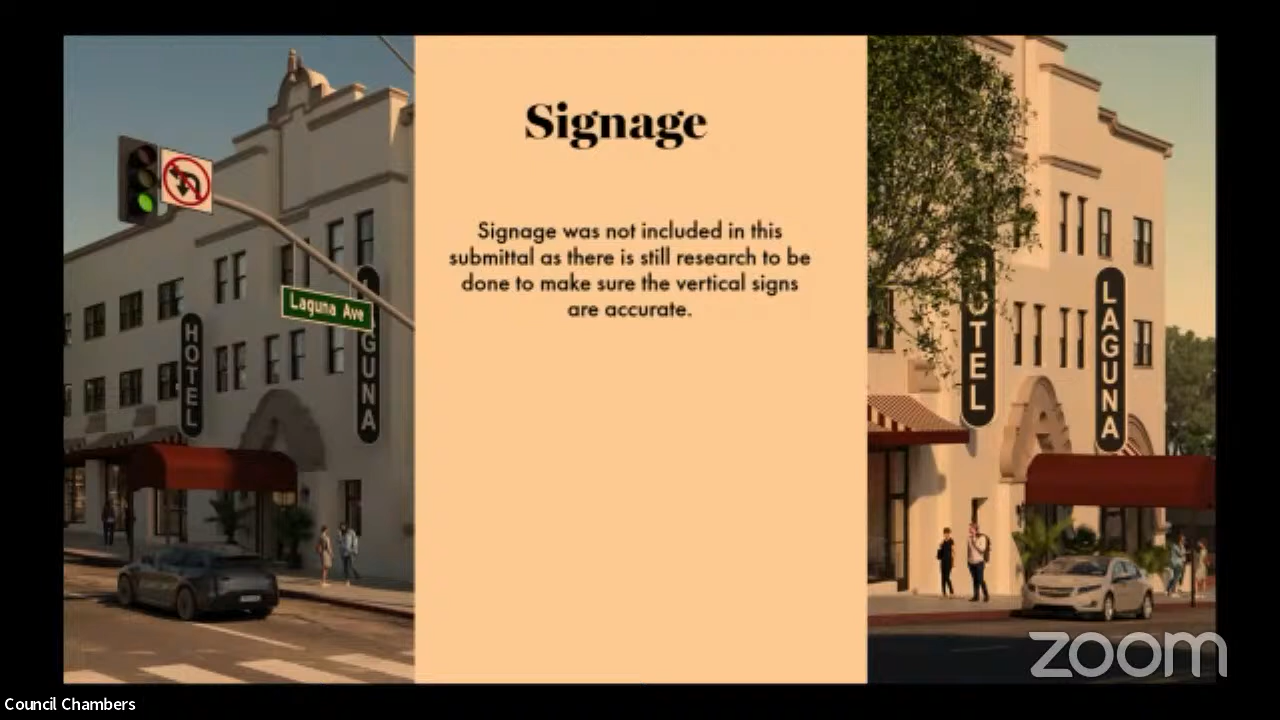 Signage
Signage was not included in this
submittal as there is still research to be
done to make sure the vertical signs
are accurate.
Laguna Ave
HOTEL
LAGUNA
HOTEL
LAGUNA
zoom
Council Chambers